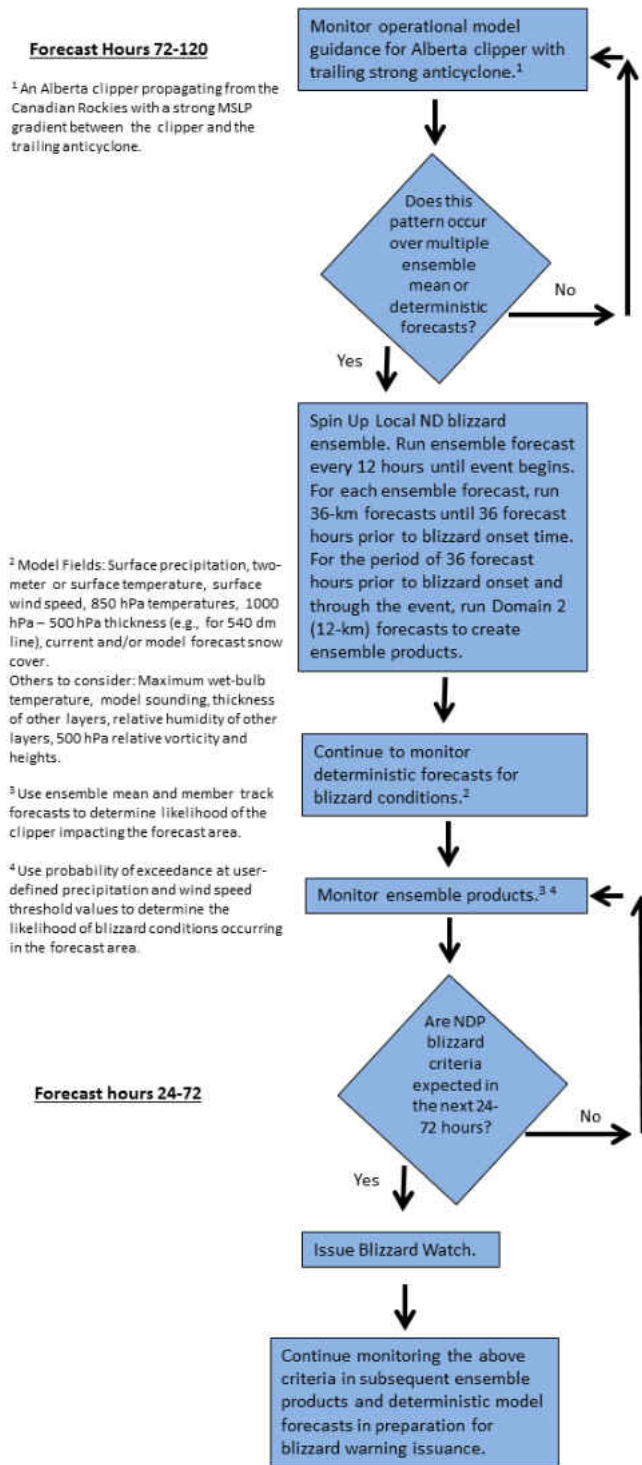 Forecast Hours 72-120
¹ An Alberta clipper propagating from the
Canadian Rockies with a strong MSLP
gradient between the clipper and the
trailing anticyclone.
Monitor operational model
guidance for Alberta clipper with
trailing strong anticyclone.¹
Does this
pattern occur
over multiple
ensemble
mean or
deterministic
forecasts?
No
Yes
Spin Up Local ND blizzard
ensemble. Run ensemble forecast
every 12 hours until event begins.
For each ensemble forecast, run
36-km forecasts until 36 forecast
hours prior to blizzard onset time.
For the period of 36 forecast
hours prior to blizzard onset and
through the event, run Domain 2
(12-km) forecasts to create
ensemble products.
² Model Fields: Surface precipitation, two-
meter or surface temperature, surface
wind speed, 850 hPa temperatures, 1000
hPa – 500 hPa thickness (e.g., for 540 dm
line), current and/or model forecast snow
cover.
Others to consider: Maximum wet-bulb
temperature, model sounding, thickness
of other layers, relative humidity of other
layers, 500 hPa relative vorticity and
heights.
Continue to monitor
deterministic forecasts for
blizzard conditions.²
³ Use ensemble mean and member track
forecasts to determine likelihood of the
clipper impacting the forecast area.
⁴ Use probability of exceedance at user-
defined precipitation and wind speed
threshold values to determine the
likelihood of blizzard conditions occurring
in the forecast area.
Monitor ensemble products.³ ⁴
Are NDP
blizzard
criteria
expected in
the next 24-
72 hours?
Forecast hours 24-72
No
Yes
Issue Blizzard Watch.
Continue monitoring the above
criteria in subsequent ensemble
products and deterministic model
forecasts in preparation for
blizzard warning issuance.